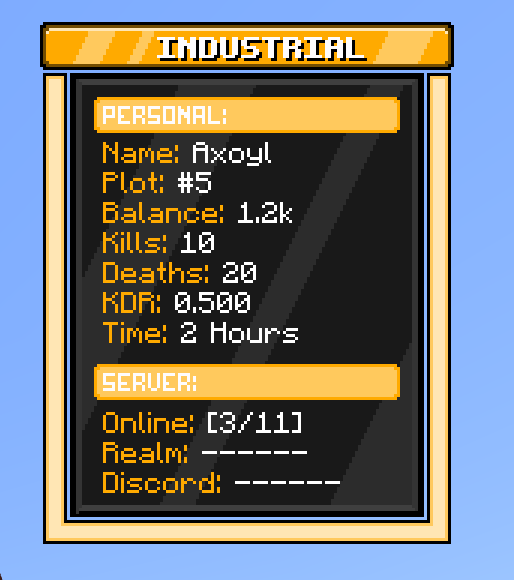 INDUSTRIAL
PERSONAL:
Name: Axoyl
Plot: #5
Balance: 1.2k
Kills: 10
Deaths: 20
KDR: 0.500
Time: 2 Hours
SERVER:
Online: [3/11]
Realm: ------
Discord: ------